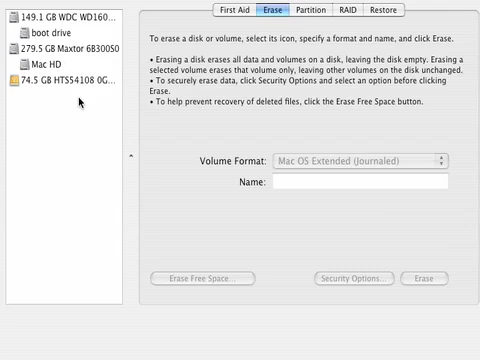 First Aid Erase Partition RAID Restore
149.1 GB WDC WD160...
boot drive
279.5 GB Maxtor 6B300S0
Mac HD
74.5 GB HTS54108 0G...
To erase a disk or volume, select its icon, specify a format and name, and click Erase.
• Erasing a disk erases all data and volumes on a disk, leaving the disk empty. Erasing a
selected volume erases that volume only, leaving other volumes on the disk unchanged.
• To securely erase data, click Security Options... and select an option before clicking
Erase.
• To help prevent recovery of deleted files, click the Erase Free Space button.
Volume Format: Mac OS Extended (Journaled)
Name:
Erase Free Space... Security Options... Erase